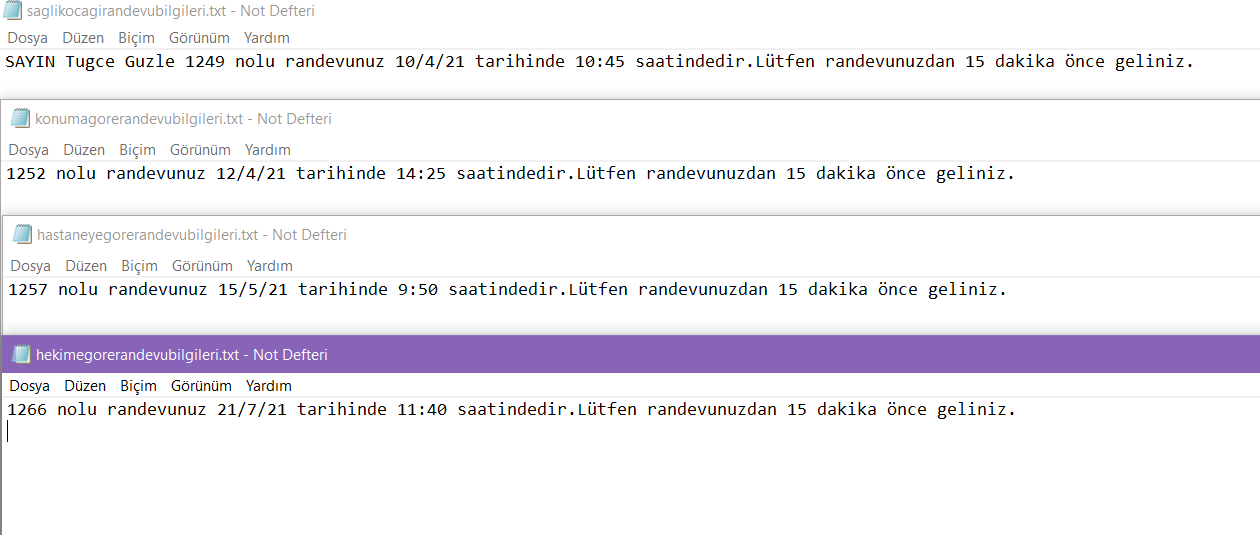 saglikocagirandevubilgileri.txt - Not Defteri
Dosya Düzen Biçim Görünüm Yardım
SAYIN Tugce Guzle 1249 nolu randevunuz 10/4/21 tarihinde 10:45 saatindedir.Lütfen randevunuzdan 15 dakika önce geliniz.
konumagorerandevubilgileri.txt - Not Defteri
Dosya Düzen Biçim Görünüm Yardım
1252 nolu randevunuz 12/4/21 tarihinde 14:25 saatindedir.Lütfen randevunuzdan 15 dakika önce geliniz.
hastaneyegorerandevubilgileri.txt - Not Defteri
Dosya Düzen Biçim Görünüm Yardım
1257 nolu randevunuz 15/5/21 tarihinde 9:50 saatindedir.Lütfen randevunuzdan 15 dakika önce geliniz.
hekimegorerandevubilgileri.txt - Not Defteri
Dosya Düzen Biçim Görünüm Yardım
1266 nolu randevunuz 21/7/21 tarihinde 11:40 saatindedir.Lütfen randevunuzdan 15 dakika önce geliniz.